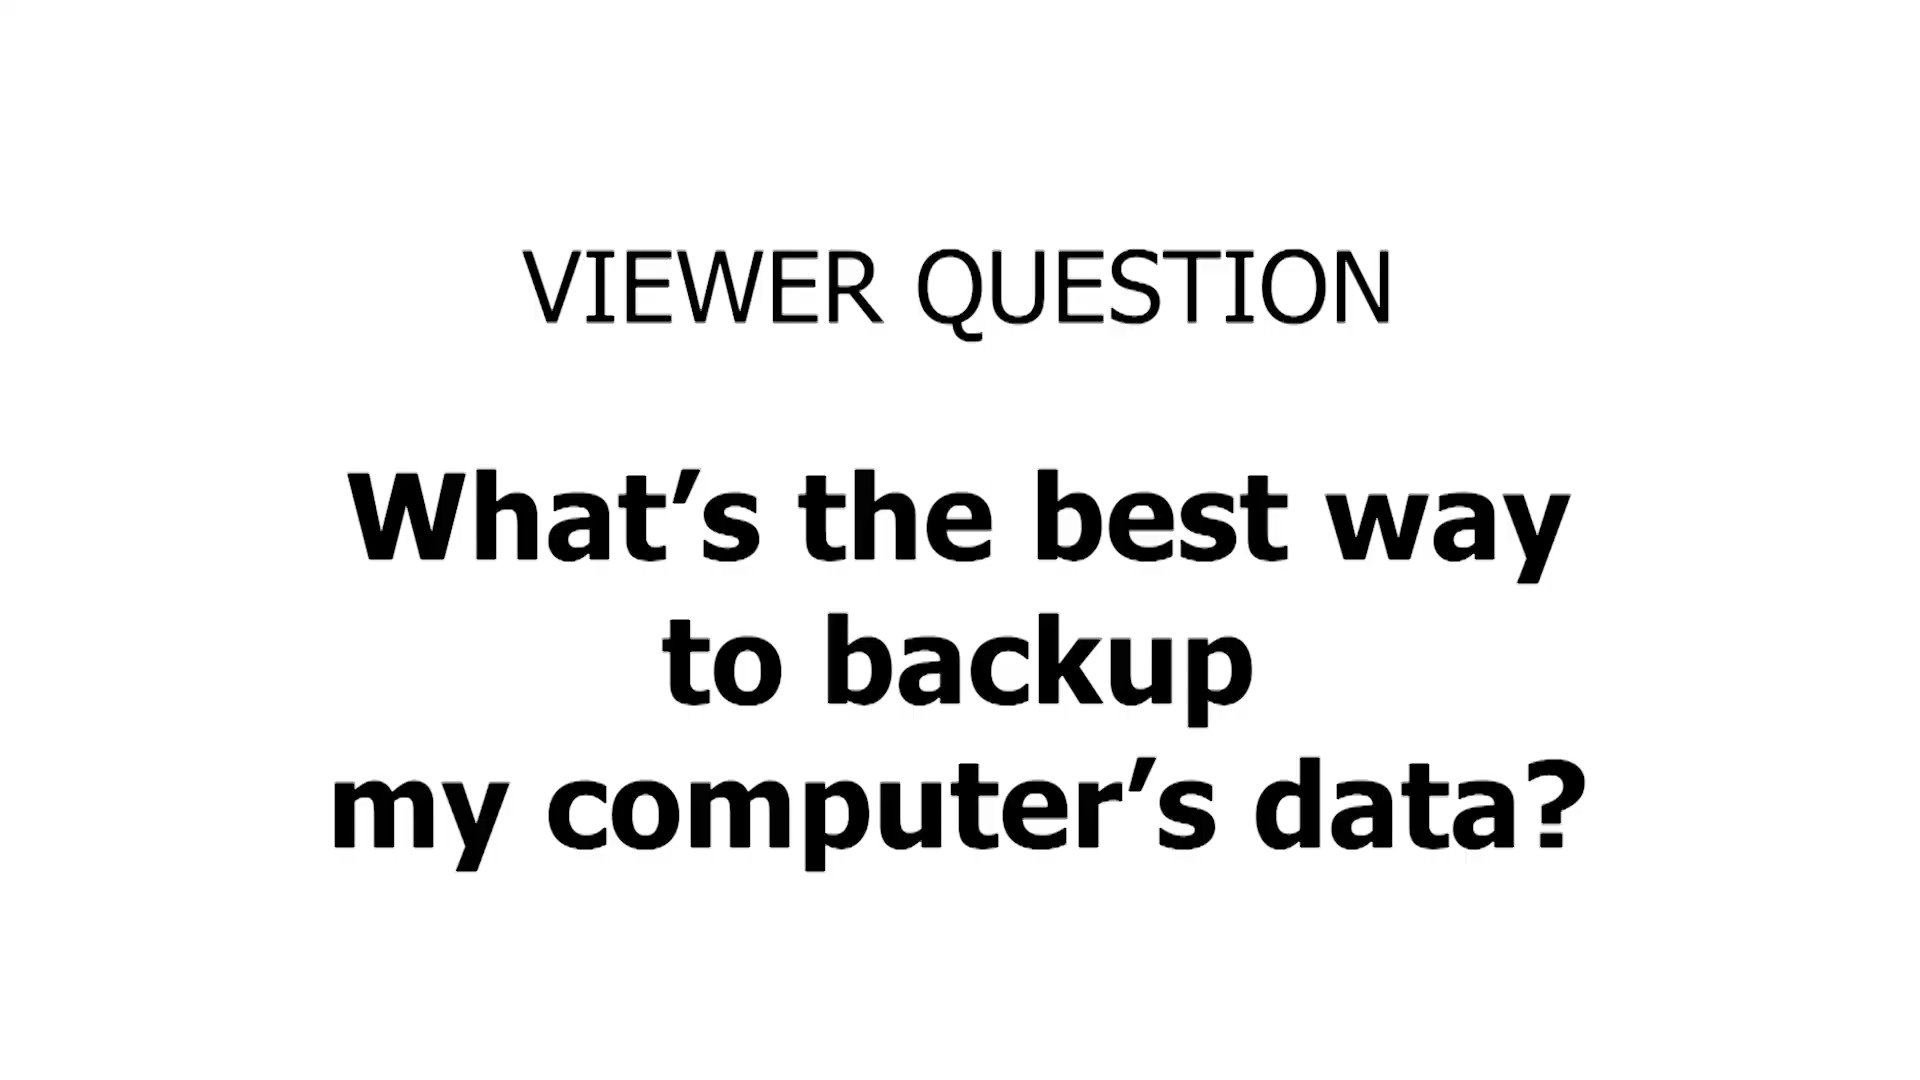 VIEWER QUESTION
What’s the best way
to backup
my computer’s data?